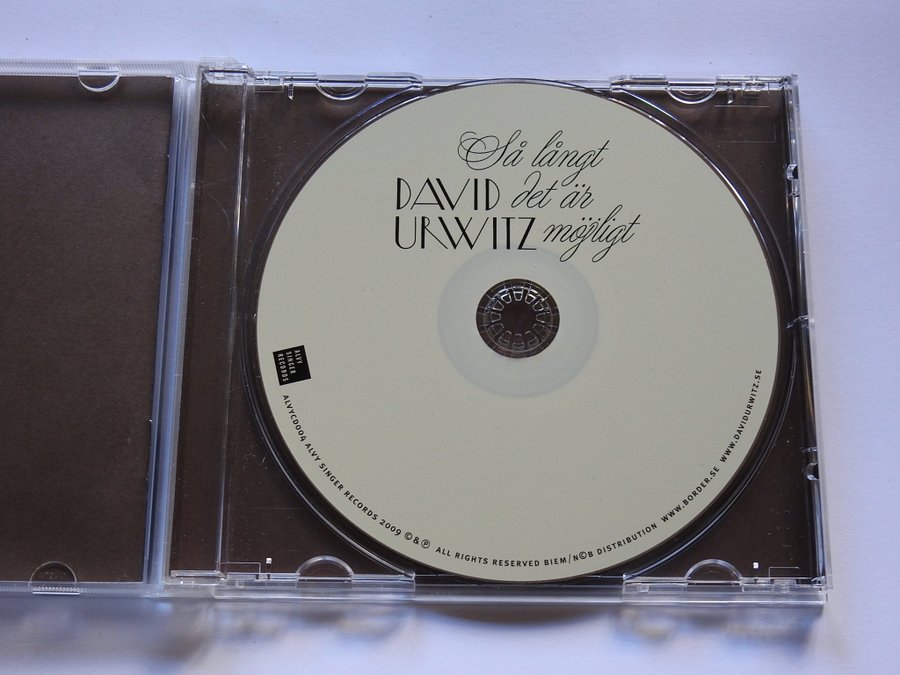 Så långt
DAVID det är
URWITZ möjligt
ALVY
SINGER
RECORDS
ALVYCD004 ALVY SINGER RECORDS 2009 ©&℗ ALL RIGHTS RESERVED BIEM/N©B DISTRIBUTION WWW.BORDER.SE WWW.DAVIDURWITZ.SE